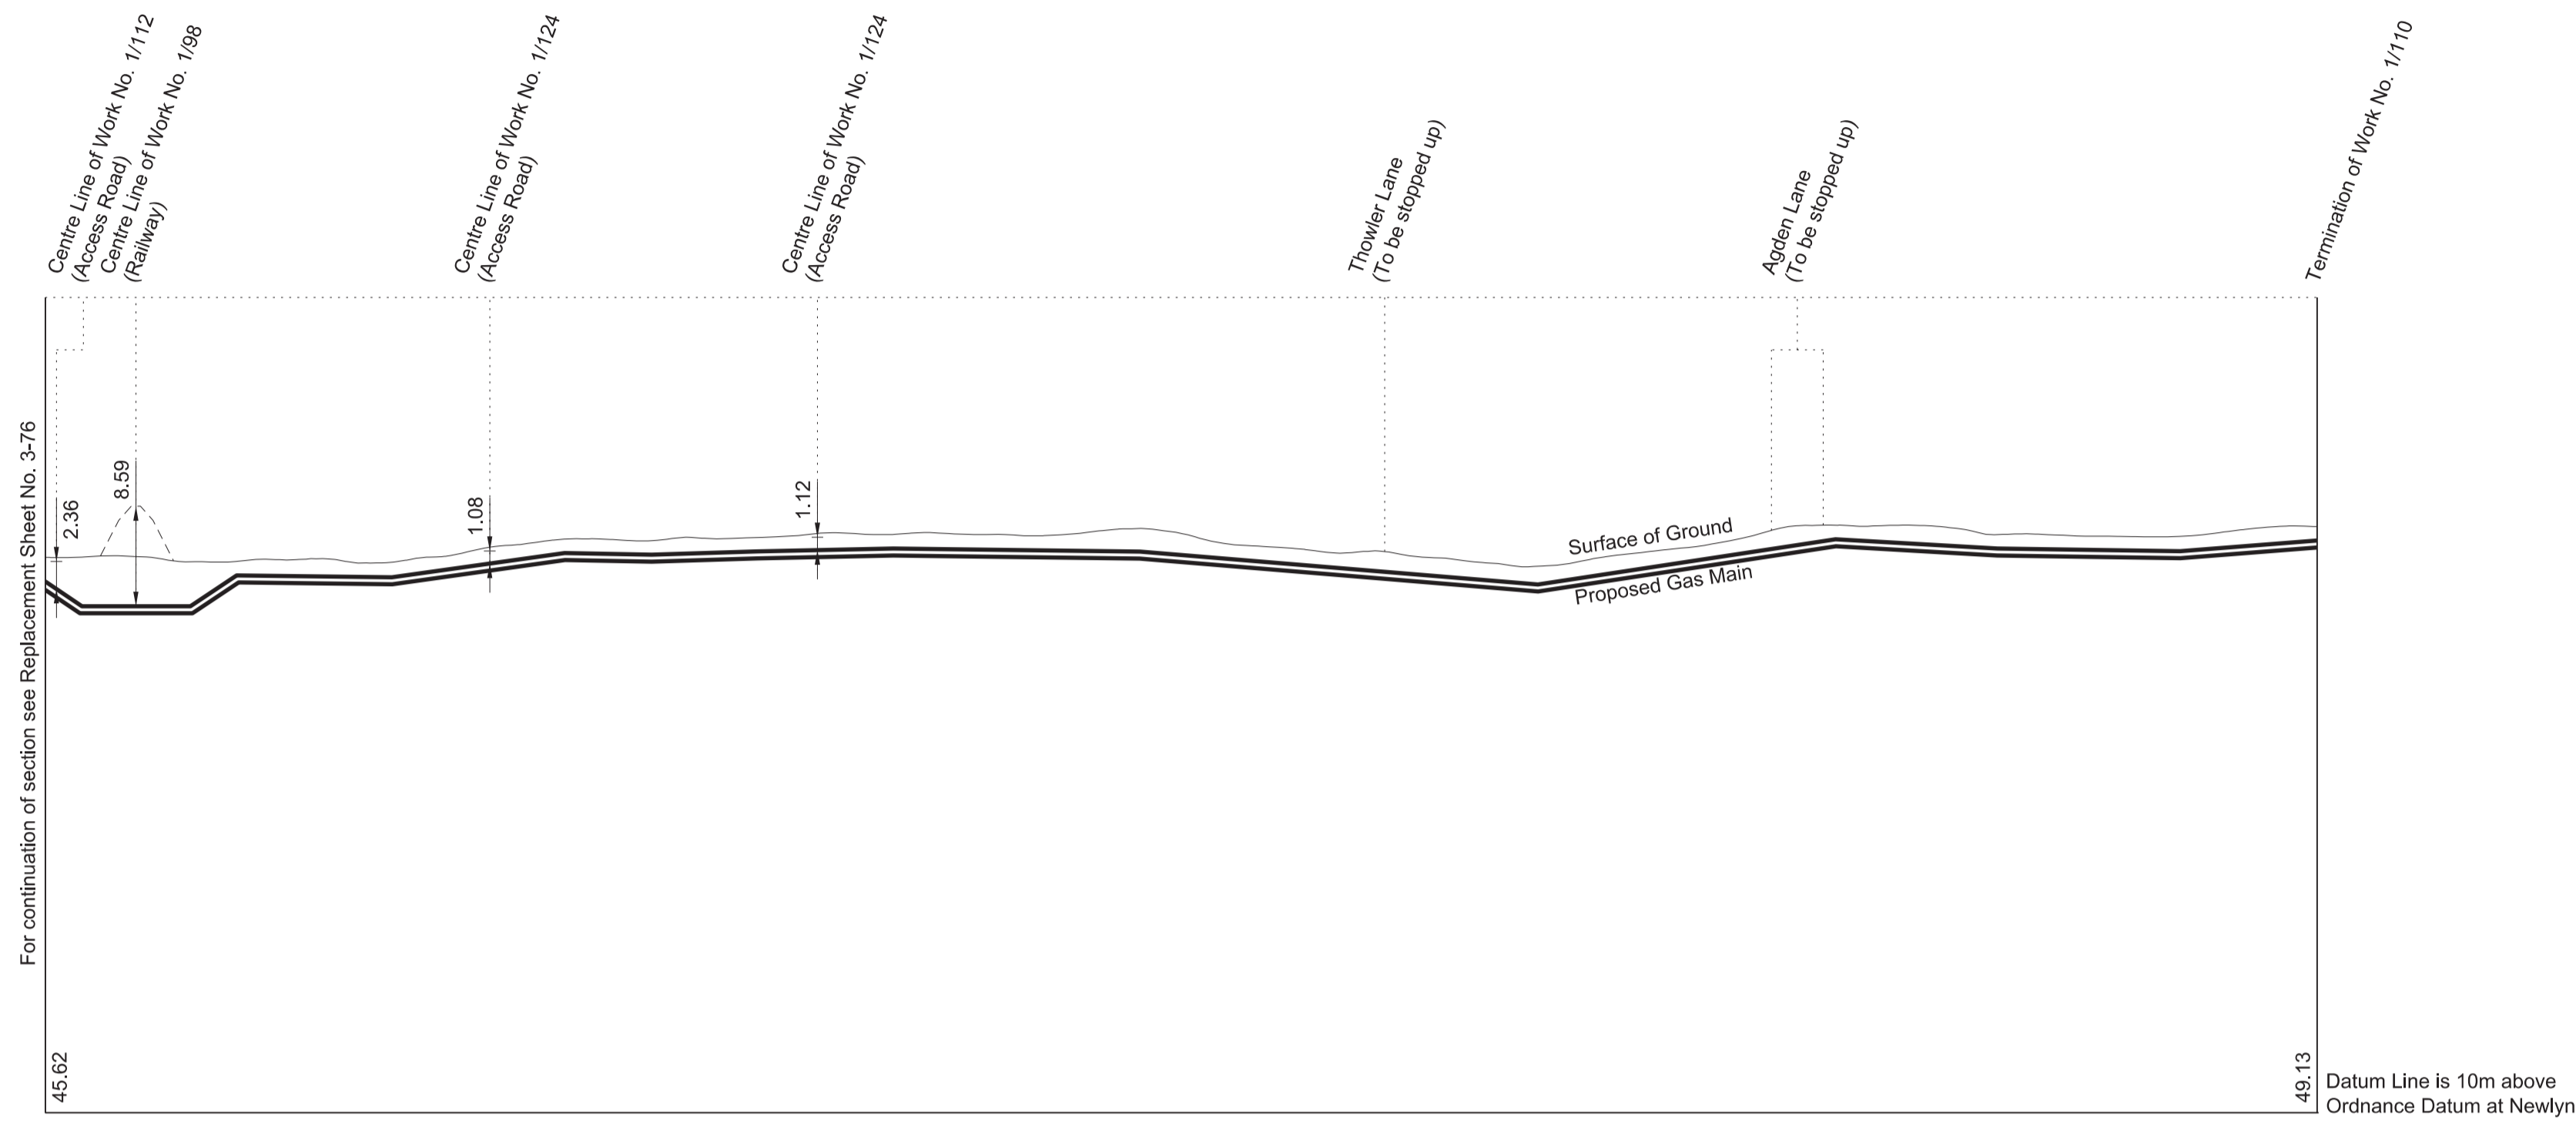 Centre Line of Work No. 1/112
(Access Road)
Centre Line of Work No. 1/98
(Railway)
Centre Line of Work No. 1/124
(Access Road)
Centre Line of Work No. 1/124
(Access Road)
Thowler Lane
(To be stopped up)
Agden Lane
(To be stopped up)
Termination of Work No. 1/110
For continuation of section see Replacement Sheet No. 3-76
2.36
8.59
1.08
1.12
Surface of Ground
Proposed Gas Main
45.62
49.13
Datum Line is 10m above
Ordnance Datum at Newlyn